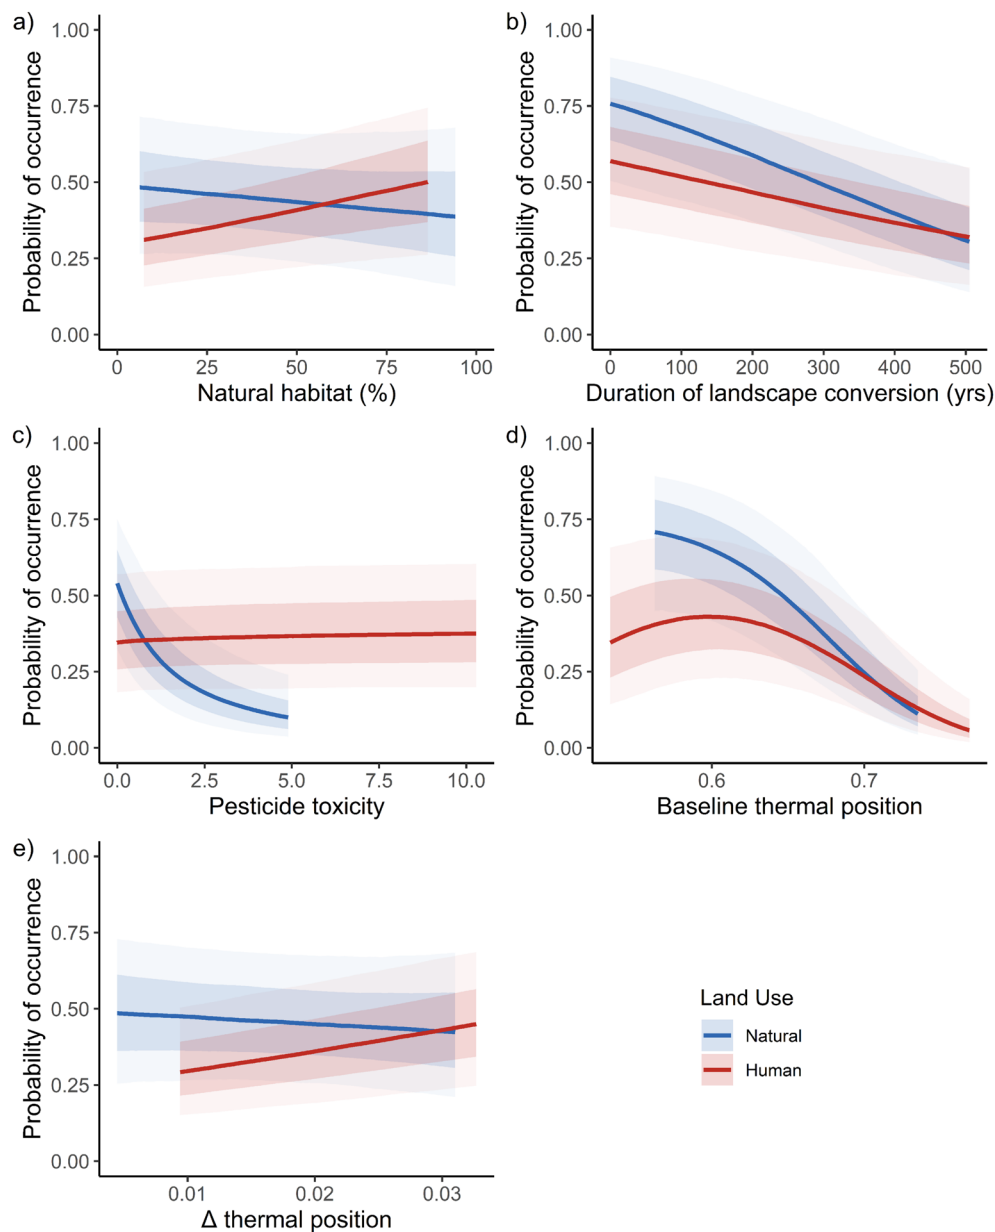 a)
Probability of occurrence
1.00
0.75
0.50
0.25
0.00
0 25 50 75 100
Natural habitat (%)
b)
Probability of occurrence
1.00
0.75
0.50
0.25
0.00
0 100 200 300 400 500
Duration of landscape conversion (yrs)
c)
Probability of occurrence
1.00
0.75
0.50
0.25
0.00
0.0 2.5 5.0 7.5 10.0
Pesticide toxicity
d)
Probability of occurrence
1.00
0.75
0.50
0.25
0.00
0.6 0.7
Baseline thermal position
e)
Probability of occurrence
1.00
0.75
0.50
0.25
0.00
0.01 0.02 0.03
Δ thermal position
Land Use
Natural
Human